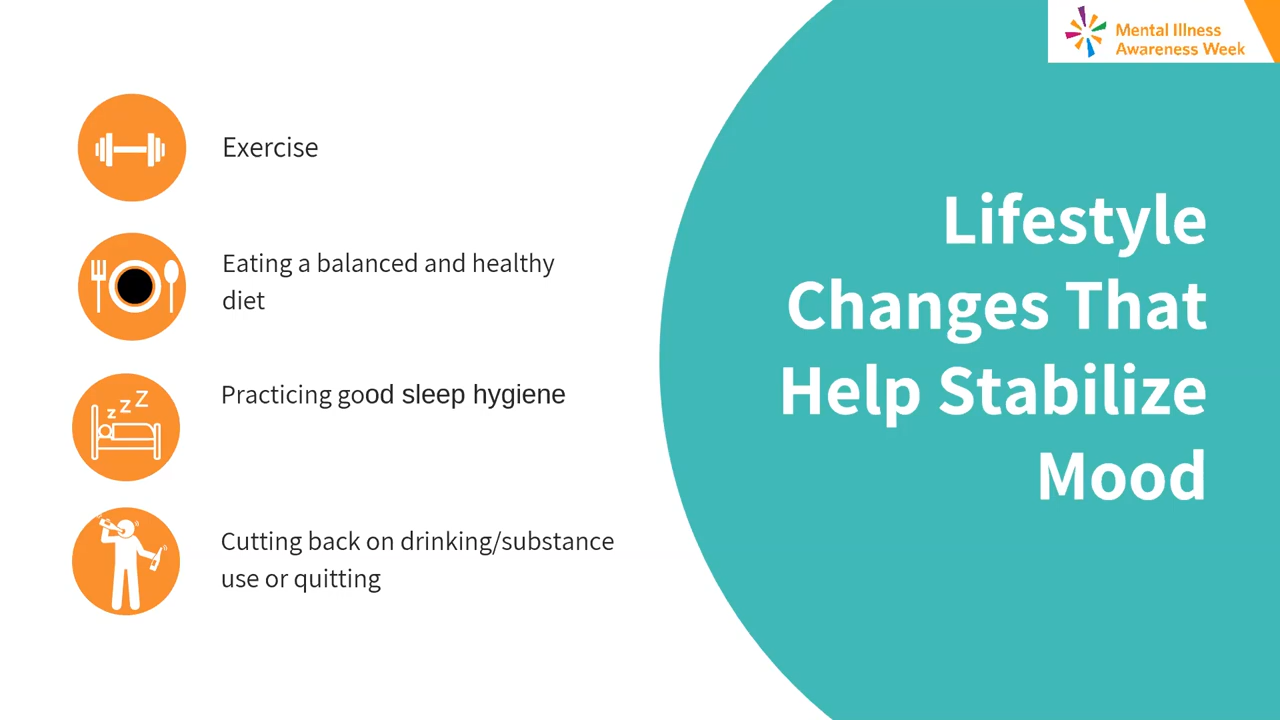 Mental Illness
Awareness Week
Exercise
Eating a balanced and healthy
diet
Practicing good sleep hygiene
z z Z
Cutting back on drinking/substance
use or quitting
Lifestyle
Changes That
Help Stabilize
Mood